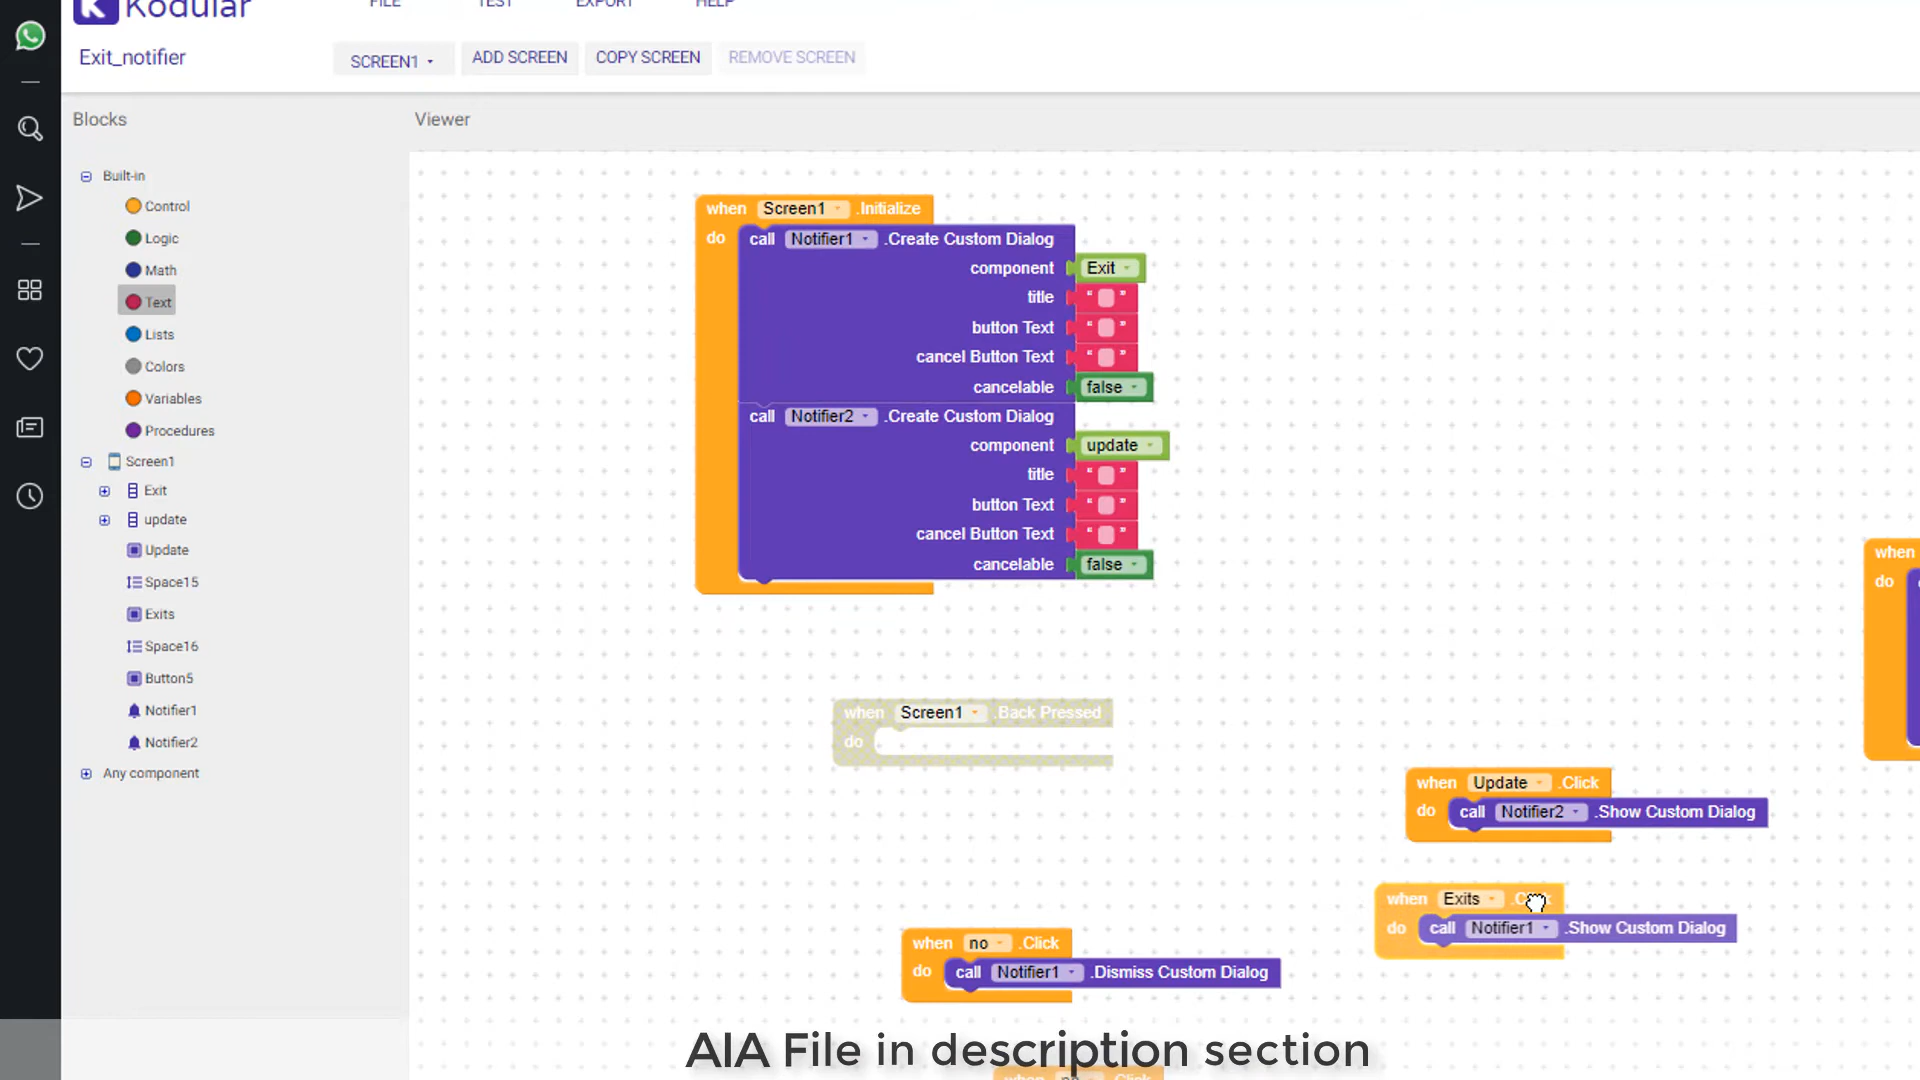 Kodular
FILE TEST EXPORT HELP
Exit_notifier
SCREEN1 ADD SCREEN COPY SCREEN REMOVE SCREEN
Blocks
Viewer
Built-in
Control
Logic
Math
Text
Lists
Colors
Variables
Procedures
Screen1
Exit
update
Update
Space15
Exits
Space16
Button5
Notifier1
Notifier2
Any component
when Screen1 .Initialize
do call Notifier1 .Create Custom Dialog
component Exit
title " "
button Text " "
cancel Button Text " "
cancelable false
call Notifier2 .Create Custom Dialog
component update
title " "
button Text " "
cancel Button Text " "
cancelable false
when Screen1 .Back Pressed
do
when
do
when Update .Click
do call Notifier2 .Show Custom Dialog
when Exits
do call Notifier1 .Show Custom Dialog
when no .Click
do call Notifier1 .Dismiss Custom Dialog
AIA File in description section